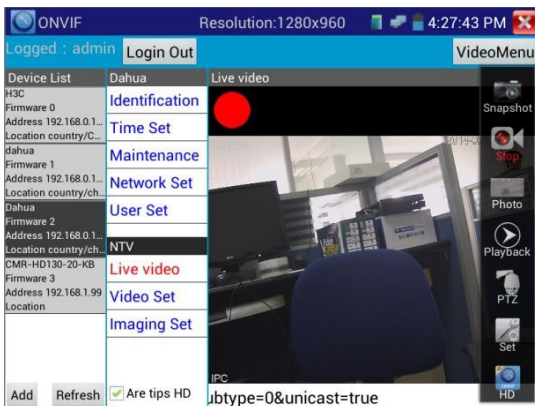 ONVIF
Resolution:1280x960
4:27:43 PM
Logged : admin
Login Out
VideoMenu
Device List
H3C
Firmware 0
Address 192.168.0.1...
Location country/C...
dahua
Firmware 1
Address 192.168.0.1...
Location country/ch...
Dahua
Firmware 2
Address 192.168.0.1...
Location country/ch...
CMR-HD130-20-KB
Firmware 3
Address 192.168.1.99
Location
Add
Refresh
Dahua
Identification
Time Set
Maintenance
Network Set
User Set
NTV
Live video
Video Set
Imaging Set
Are tips HD
Live video
00:06
IPC
ubtype=0&unicast=true
Snapshot
Stop
Photo
Playback
PTZ
Set
HD